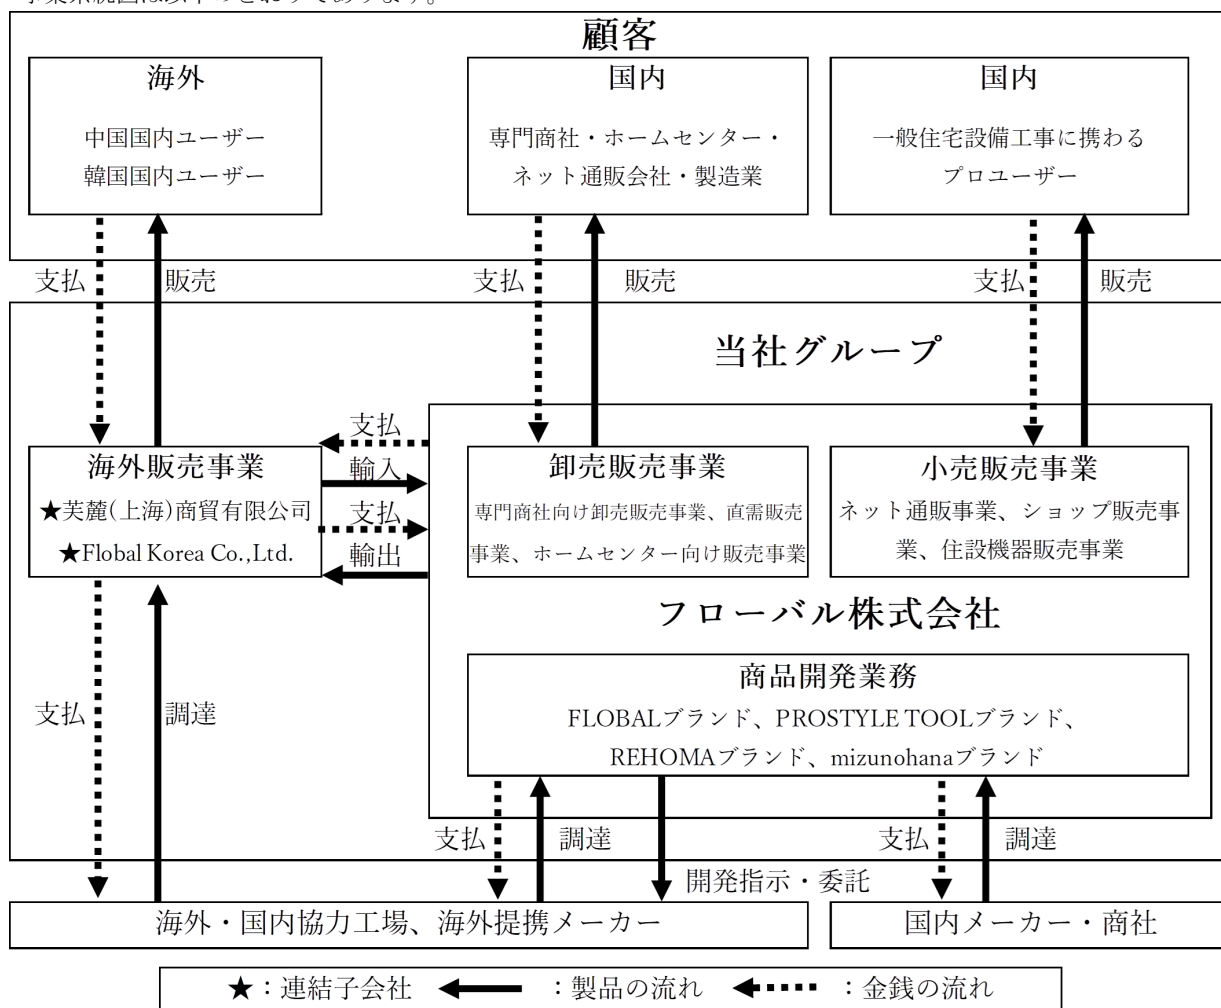 事業系統図は以下のとおりであります。
顧客
海外
中国国内ユーザー
韓国国内ユーザー
国内
専門商社・ホームセンター・
ネット通販会社・製造業
国内
一般住宅設備工事に携わる
プロユーザー
支払
販売
支払
販売
支払
販売
当社グループ
海外販売事業
★芙麓(上海)商貿有限公司
★Flobal Korea Co.,Ltd.
支払
輸入
支払
輸出
卸売販売事業
専門商社向け卸売販売事業、直需販売
事業、ホームセンター向け販売事業
小売販売事業
ネット通販事業、ショップ販売事
業、住設機器販売事業
フローバル株式会社
商品開発業務
FLOBALブランド、PROSTYLE TOOLブランド、
REHOMAブランド、mizunohanaブランド
支払
調達
支払
調達
開発指示・委託
支払
調達
海外・国内協力工場、海外提携メーカー
国内メーカー・商社
★：連結子会社 ：製品の流れ ：金銭の流れ